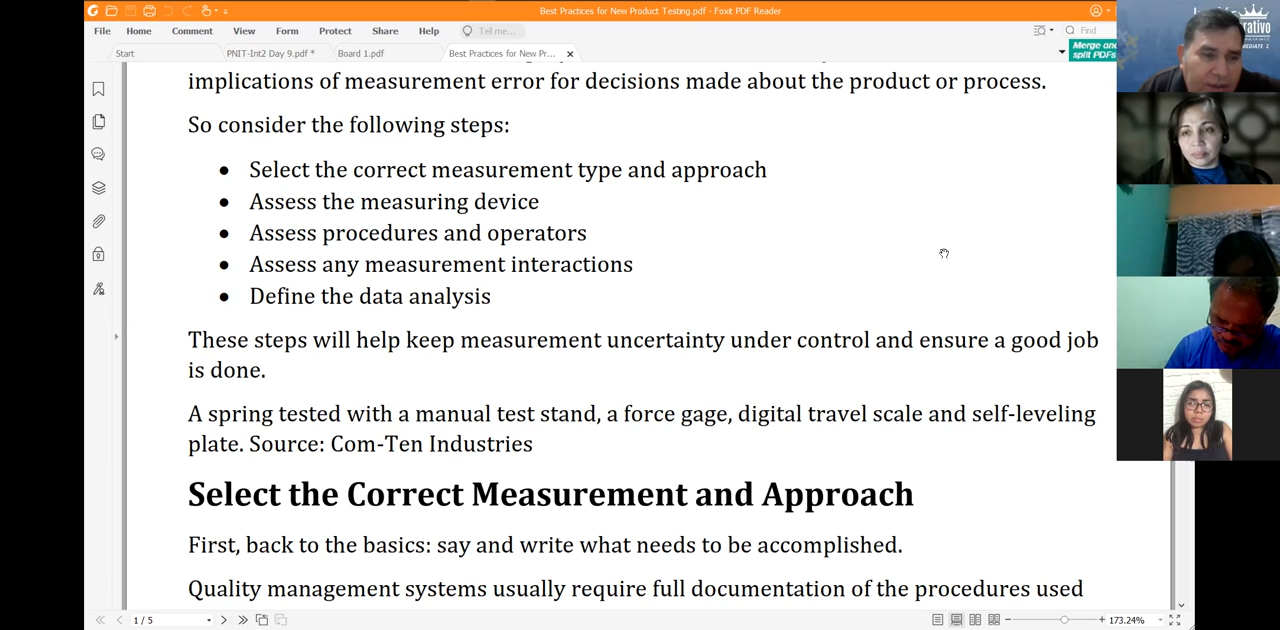 Best Practices for New Product Testing.pdf - Foxit PDF Reader
File Home Comment View Form Protect Share Help Tell me... Find
Start PNIT-Int2 Day 9.pdf * Board 1.pdf Best Practices for New Pr...
Merge and
split PDFs
implications of measurement error for decisions made about the product or process.
So consider the following steps:
• Select the correct measurement type and approach
• Assess the measuring device
• Assess procedures and operators
• Assess any measurement interactions
• Define the data analysis
These steps will help keep measurement uncertainty under control and ensure a good job
is done.
A spring tested with a manual test stand, a force gage, digital travel scale and self-leveling
plate. Source: Com-Ten Industries
Select the Correct Measurement and Approach
First, back to the basics: say and write what needs to be accomplished.
Quality management systems usually require full documentation of the procedures used
1 / 5
173.24%